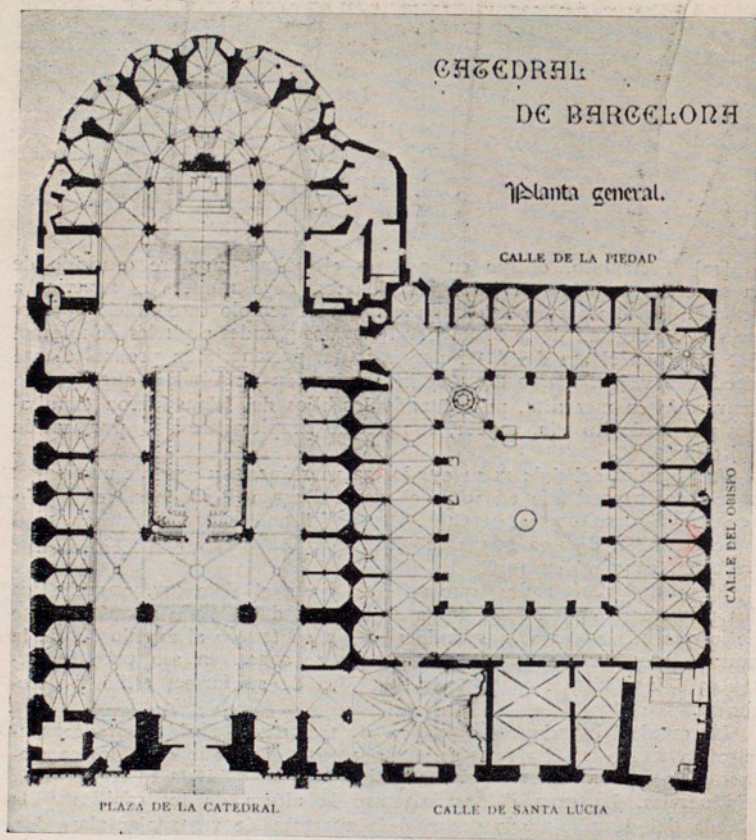 CATEDRAL
DE BARCELONA
Planta general.
CALLE DE LA PIEDAD
CALLE DEL OBISPO
PLAZA DE LA CATEDRAL
CALLE DE SANTA LUCIA